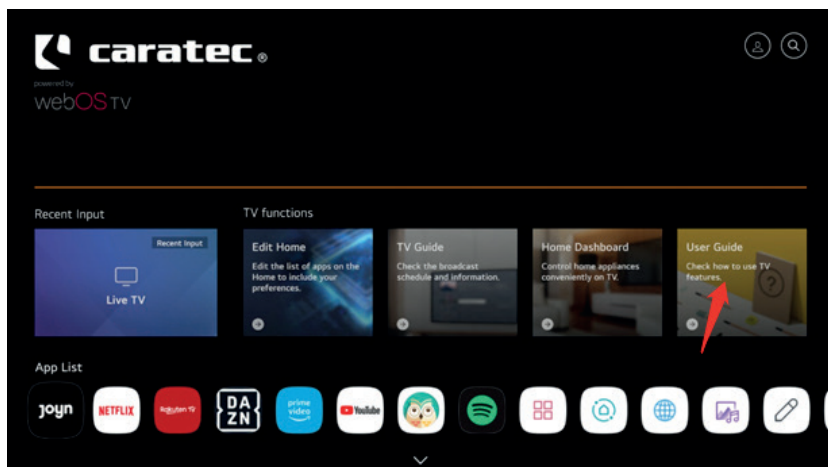 caratec®
powered by
webOS TV
Recent Input
TV functions
Recent Input
Live TV
Edit Home
Edit the list of apps on the
Home to include your
preferences.
TV Guide
Check the broadcast
schedule and information.
Home Dashboard
Control home appliances
conveniently on TV.
User Guide
Check how to use TV
features.
?
App List
joyn
NETFLIX
Rakuten TV
DA
ZN
prime
video
YouTube